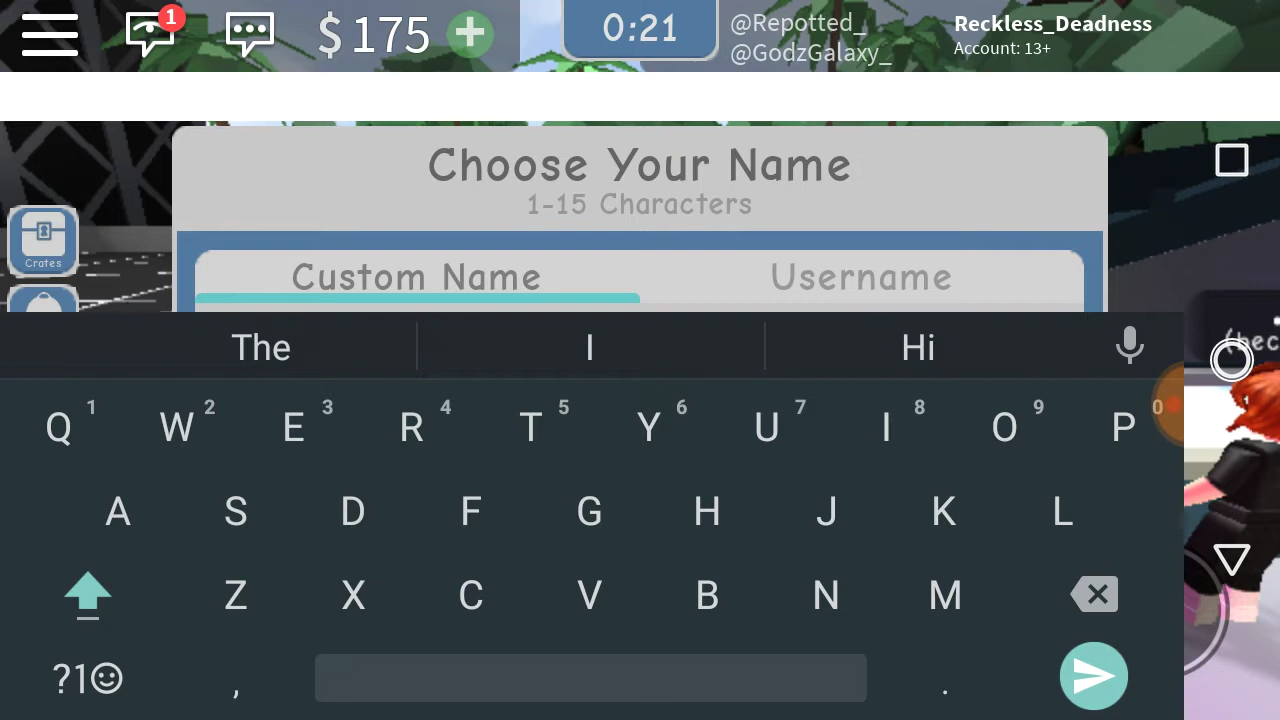 1
$ 175 +
0:21
@Repotted_
@GodzGalaxy_
Reckless_Deadness
Account: 13+
Choose Your Name
1-15 Characters
Crates
Custom Name
Username
The
I
Hi
(bec
Q 1 W 2 E 3 R 4 T 5 Y 6 U 7 I 8 O 9 P 0
A S D F G H J K L
Z X C V B N M
?1☺ , .